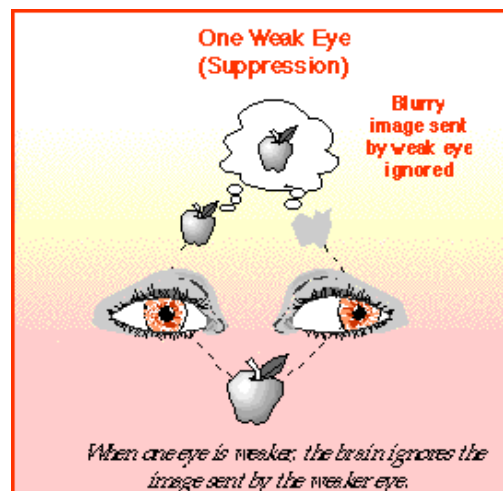 One Weak Eye
(Suppression)
Blurry
image sent
by weak eye
ignored
When one eye is weaker, the brain ignores the
image sent by the weaker eye.